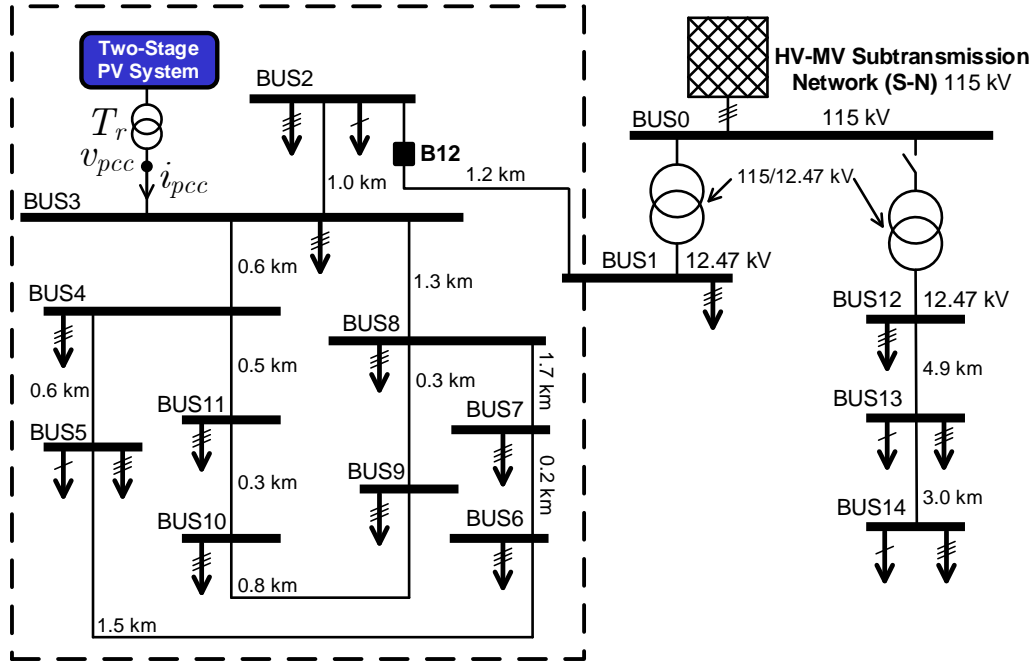 Two-Stage
PV System
T_r
v_pcc
i_pcc
BUS2
B12
1.0 km
1.2 km
BUS3
0.6 km
1.3 km
BUS4
BUS8
0.6 km
0.5 km
0.3 km
1.7 km
BUS11
BUS7
BUS5
0.3 km
BUS9
0.2 km
BUS10
BUS6
0.8 km
1.5 km
HV-MV Subtransmission
Network (S-N) 115 kV
BUS0
115 kV
115/12.47 kV
BUS1
12.47 kV
BUS12
12.47 kV
4.9 km
BUS13
3.0 km
BUS14